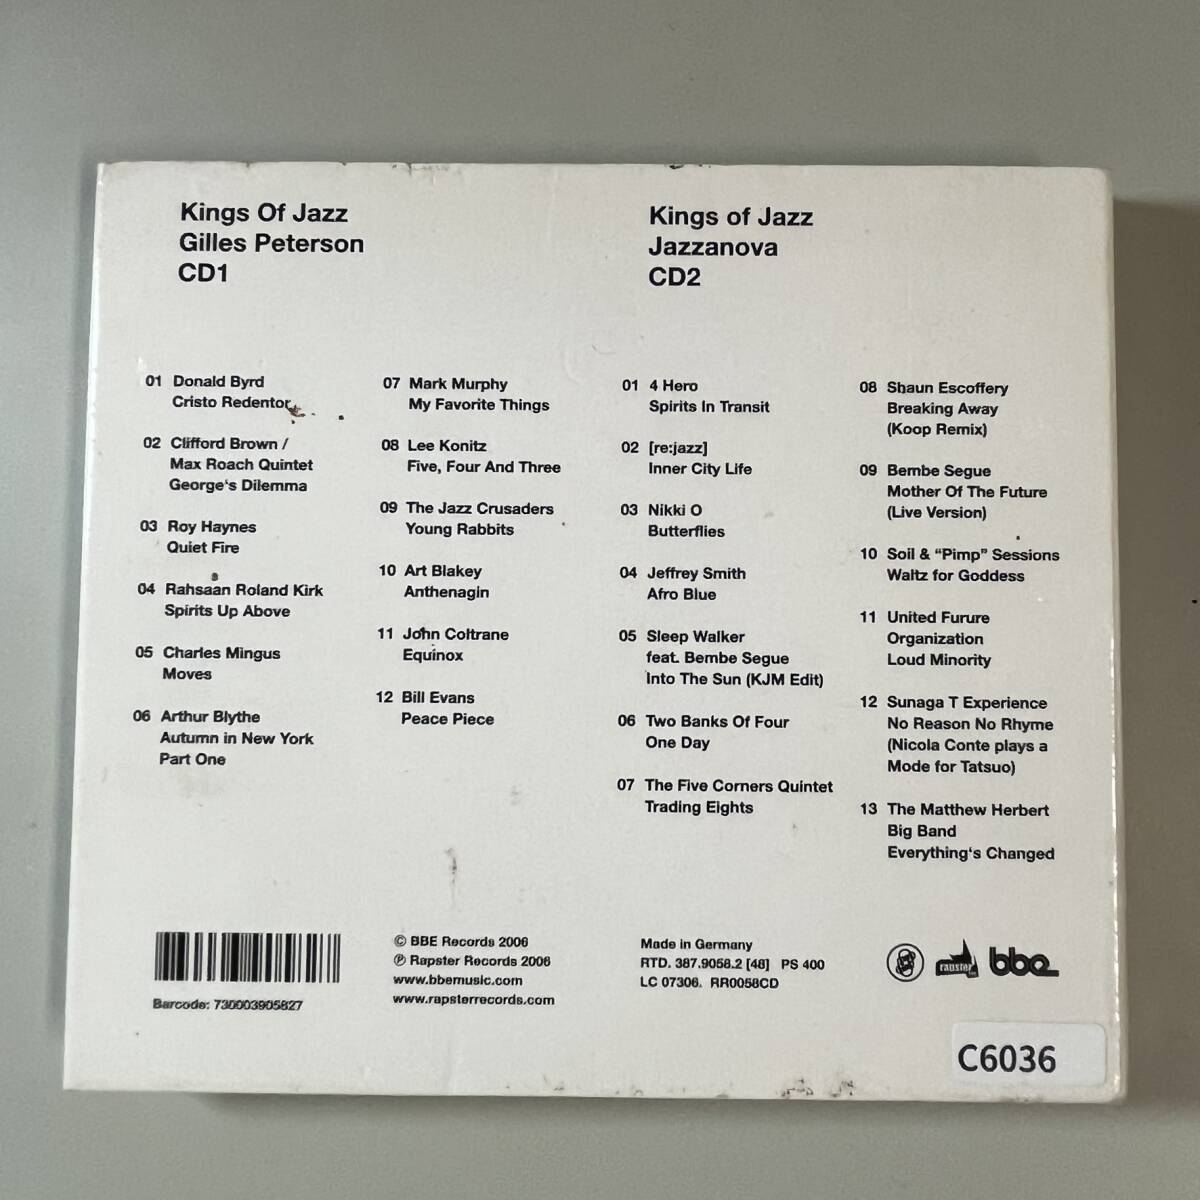 Kings Of Jazz
Gilles Peterson
CD1
01 Donald Byrd
Cristo Redentor
02 Clifford Brown /
Max Roach Quintet
George's Dilemma
03 Roy Haynes
Quiet Fire
04 Rahsaan Roland Kirk
Spirits Up Above
05 Charles Mingus
Moves
06 Arthur Blythe
Autumn in New York
Part One
07 Mark Murphy
My Favorite Things
08 Lee Konitz
Five, Four And Three
09 The Jazz Crusaders
Young Rabbits
10 Art Blakey
Anthenagin
11 John Coltrane
Equinox
12 Bill Evans
Peace Piece
Kings of Jazz
Jazzanova
CD2
01 4 Hero
Spirits In Transit
02 [re:jazz]
Inner City Life
03 Nikki O
Butterflies
04 Jeffrey Smith
Afro Blue
05 Sleep Walker
feat. Bembe Segue
Into The Sun (KJM Edit)
06 Two Banks Of Four
One Day
07 The Five Corners Quintet
Trading Eights
08 Shaun Escoffery
Breaking Away
(Koop Remix)
09 Bembe Segue
Mother Of The Future
(Live Version)
10 Soil & "Pimp" Sessions
Waltz for Goddess
11 United Furure
Organization
Loud Minority
12 Sunaga T Experience
No Reason No Rhyme
(Nicola Conte plays a
Mode for Tatsuo)
13 The Matthew Herbert
Big Band
Everything's Changed
Barcode: 730003905827
© BBE Records 2006
℗ Rapster Records 2006
www.bbemusic.com
www.rapsterrecords.com
Made in Germany
RTD. 387.9058.2 [48] PS 400
LC 07306. RR0058CD
rapster
bbe
C6036